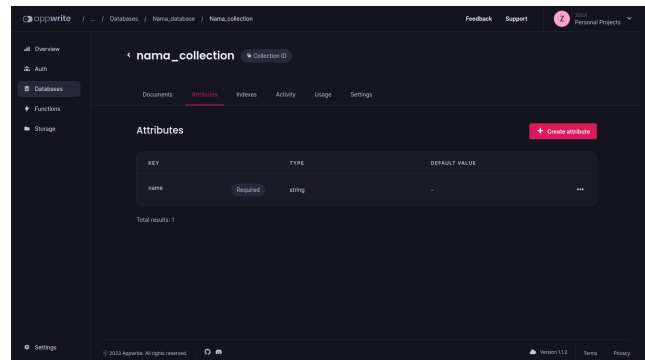 appwrite / ... / Databases / Nama_database / Nama_collection
Feedback Support
Z
Personal Projects
Overview
Auth
Databases
Functions
Storage
Settings
nama_collection
Collection ID
Documents Attributes Indexes Activity Usage Settings
Attributes
+ Create attribute
KEY TYPE DEFAULT VALUE
name Required string -
Total results: 1
© 2023 Appwrite. All rights reserved.
Version 1.1.2 Terms Privacy